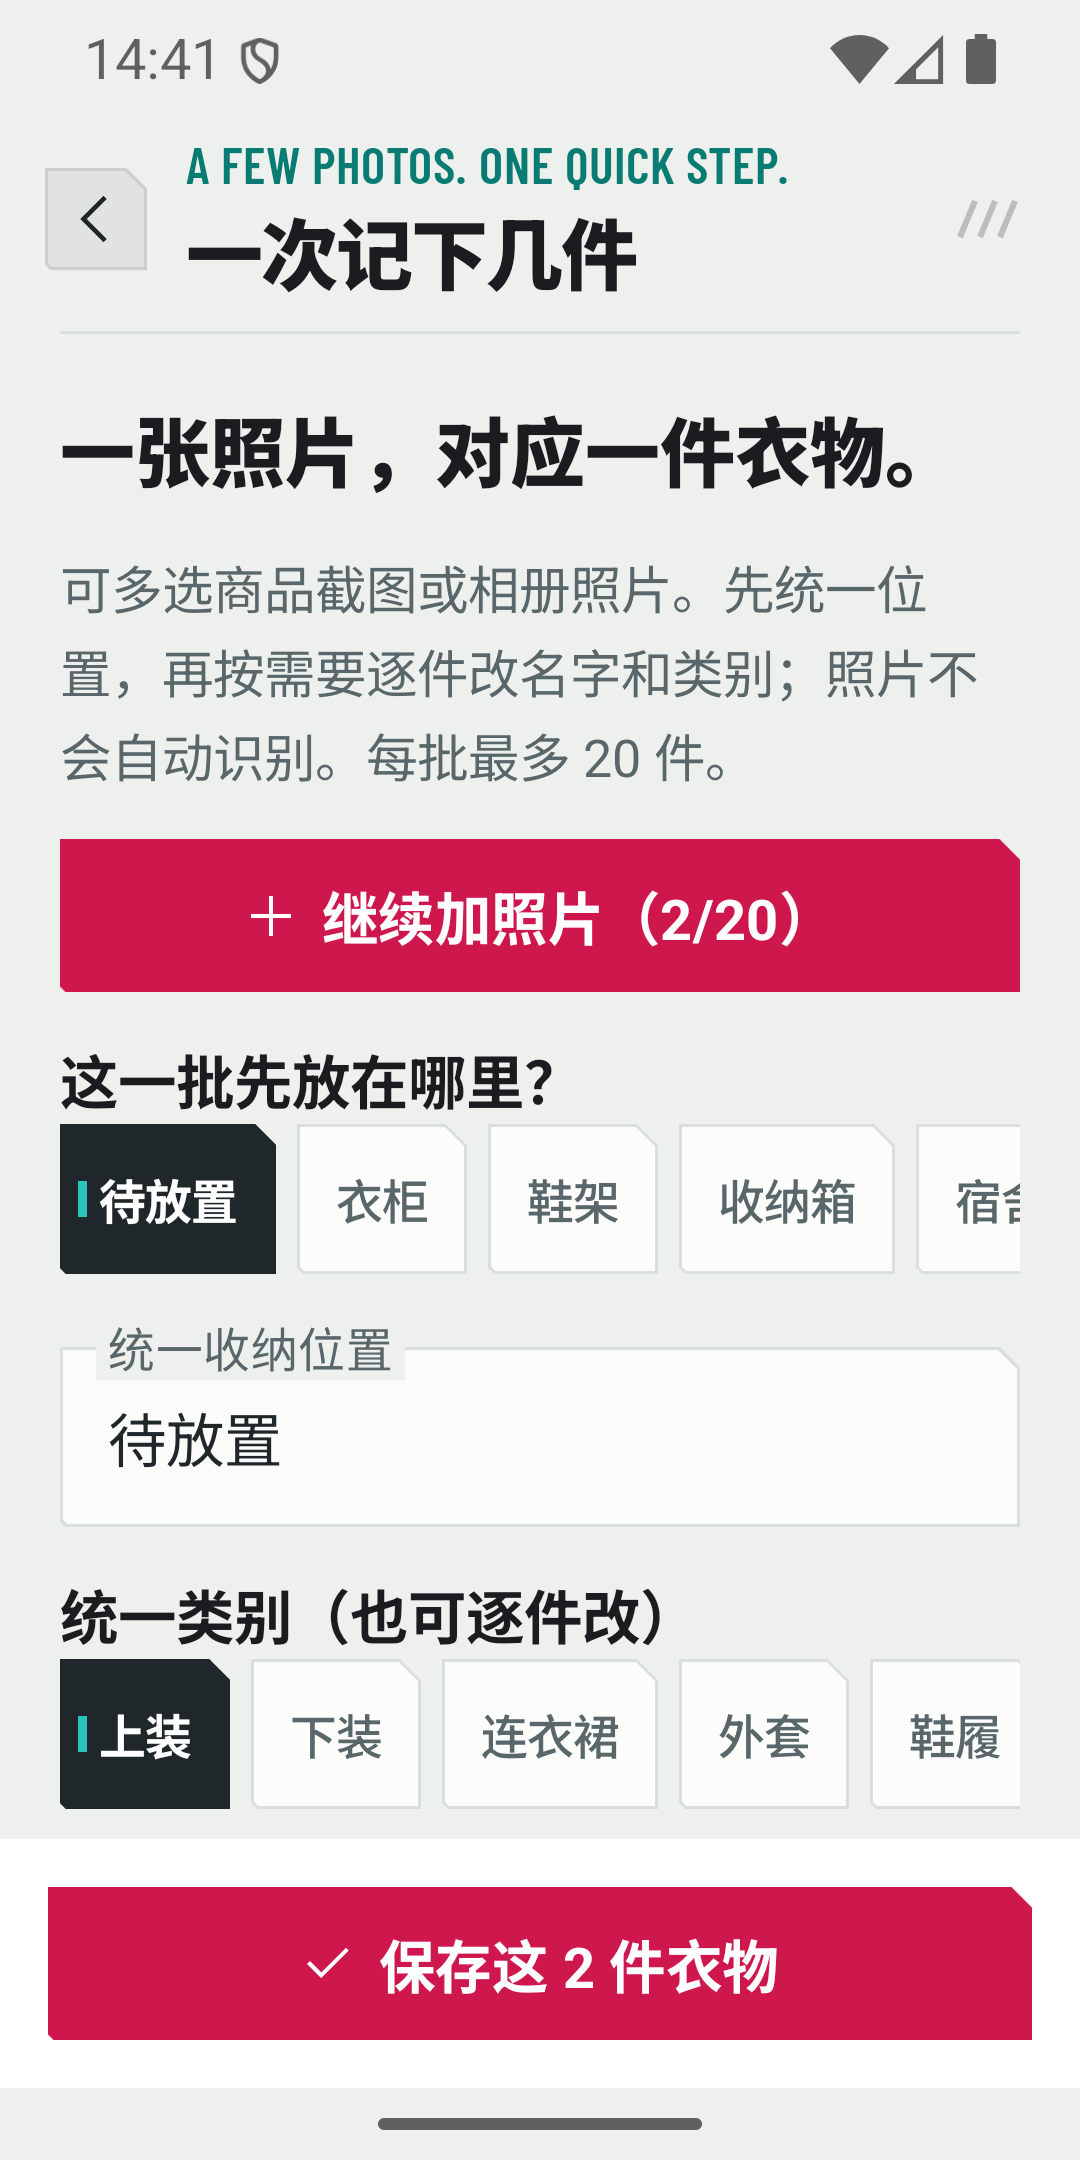 14:41
A FEW PHOTOS. ONE QUICK STEP.
一次记下几件
一张照片，对应一件衣物。
可多选商品截图或相册照片。先统一位
置，再按需要逐件改名字和类别；照片不
会自动识别。每批最多 20 件。
继续加照片（2/20）
这一批先放在哪里？
待放置 衣柜 鞋架 收纳箱 宿舍
统一收纳位置
待放置
统一类别（也可逐件改）
上装 下装 连衣裙 外套 鞋履
保存这 2 件衣物